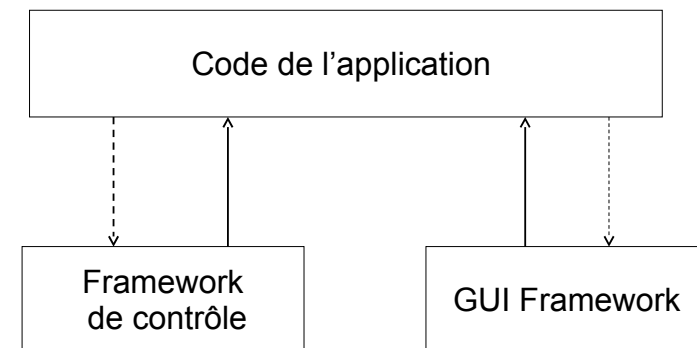 Code de l’application
Framework
de contrôle
GUI Framework